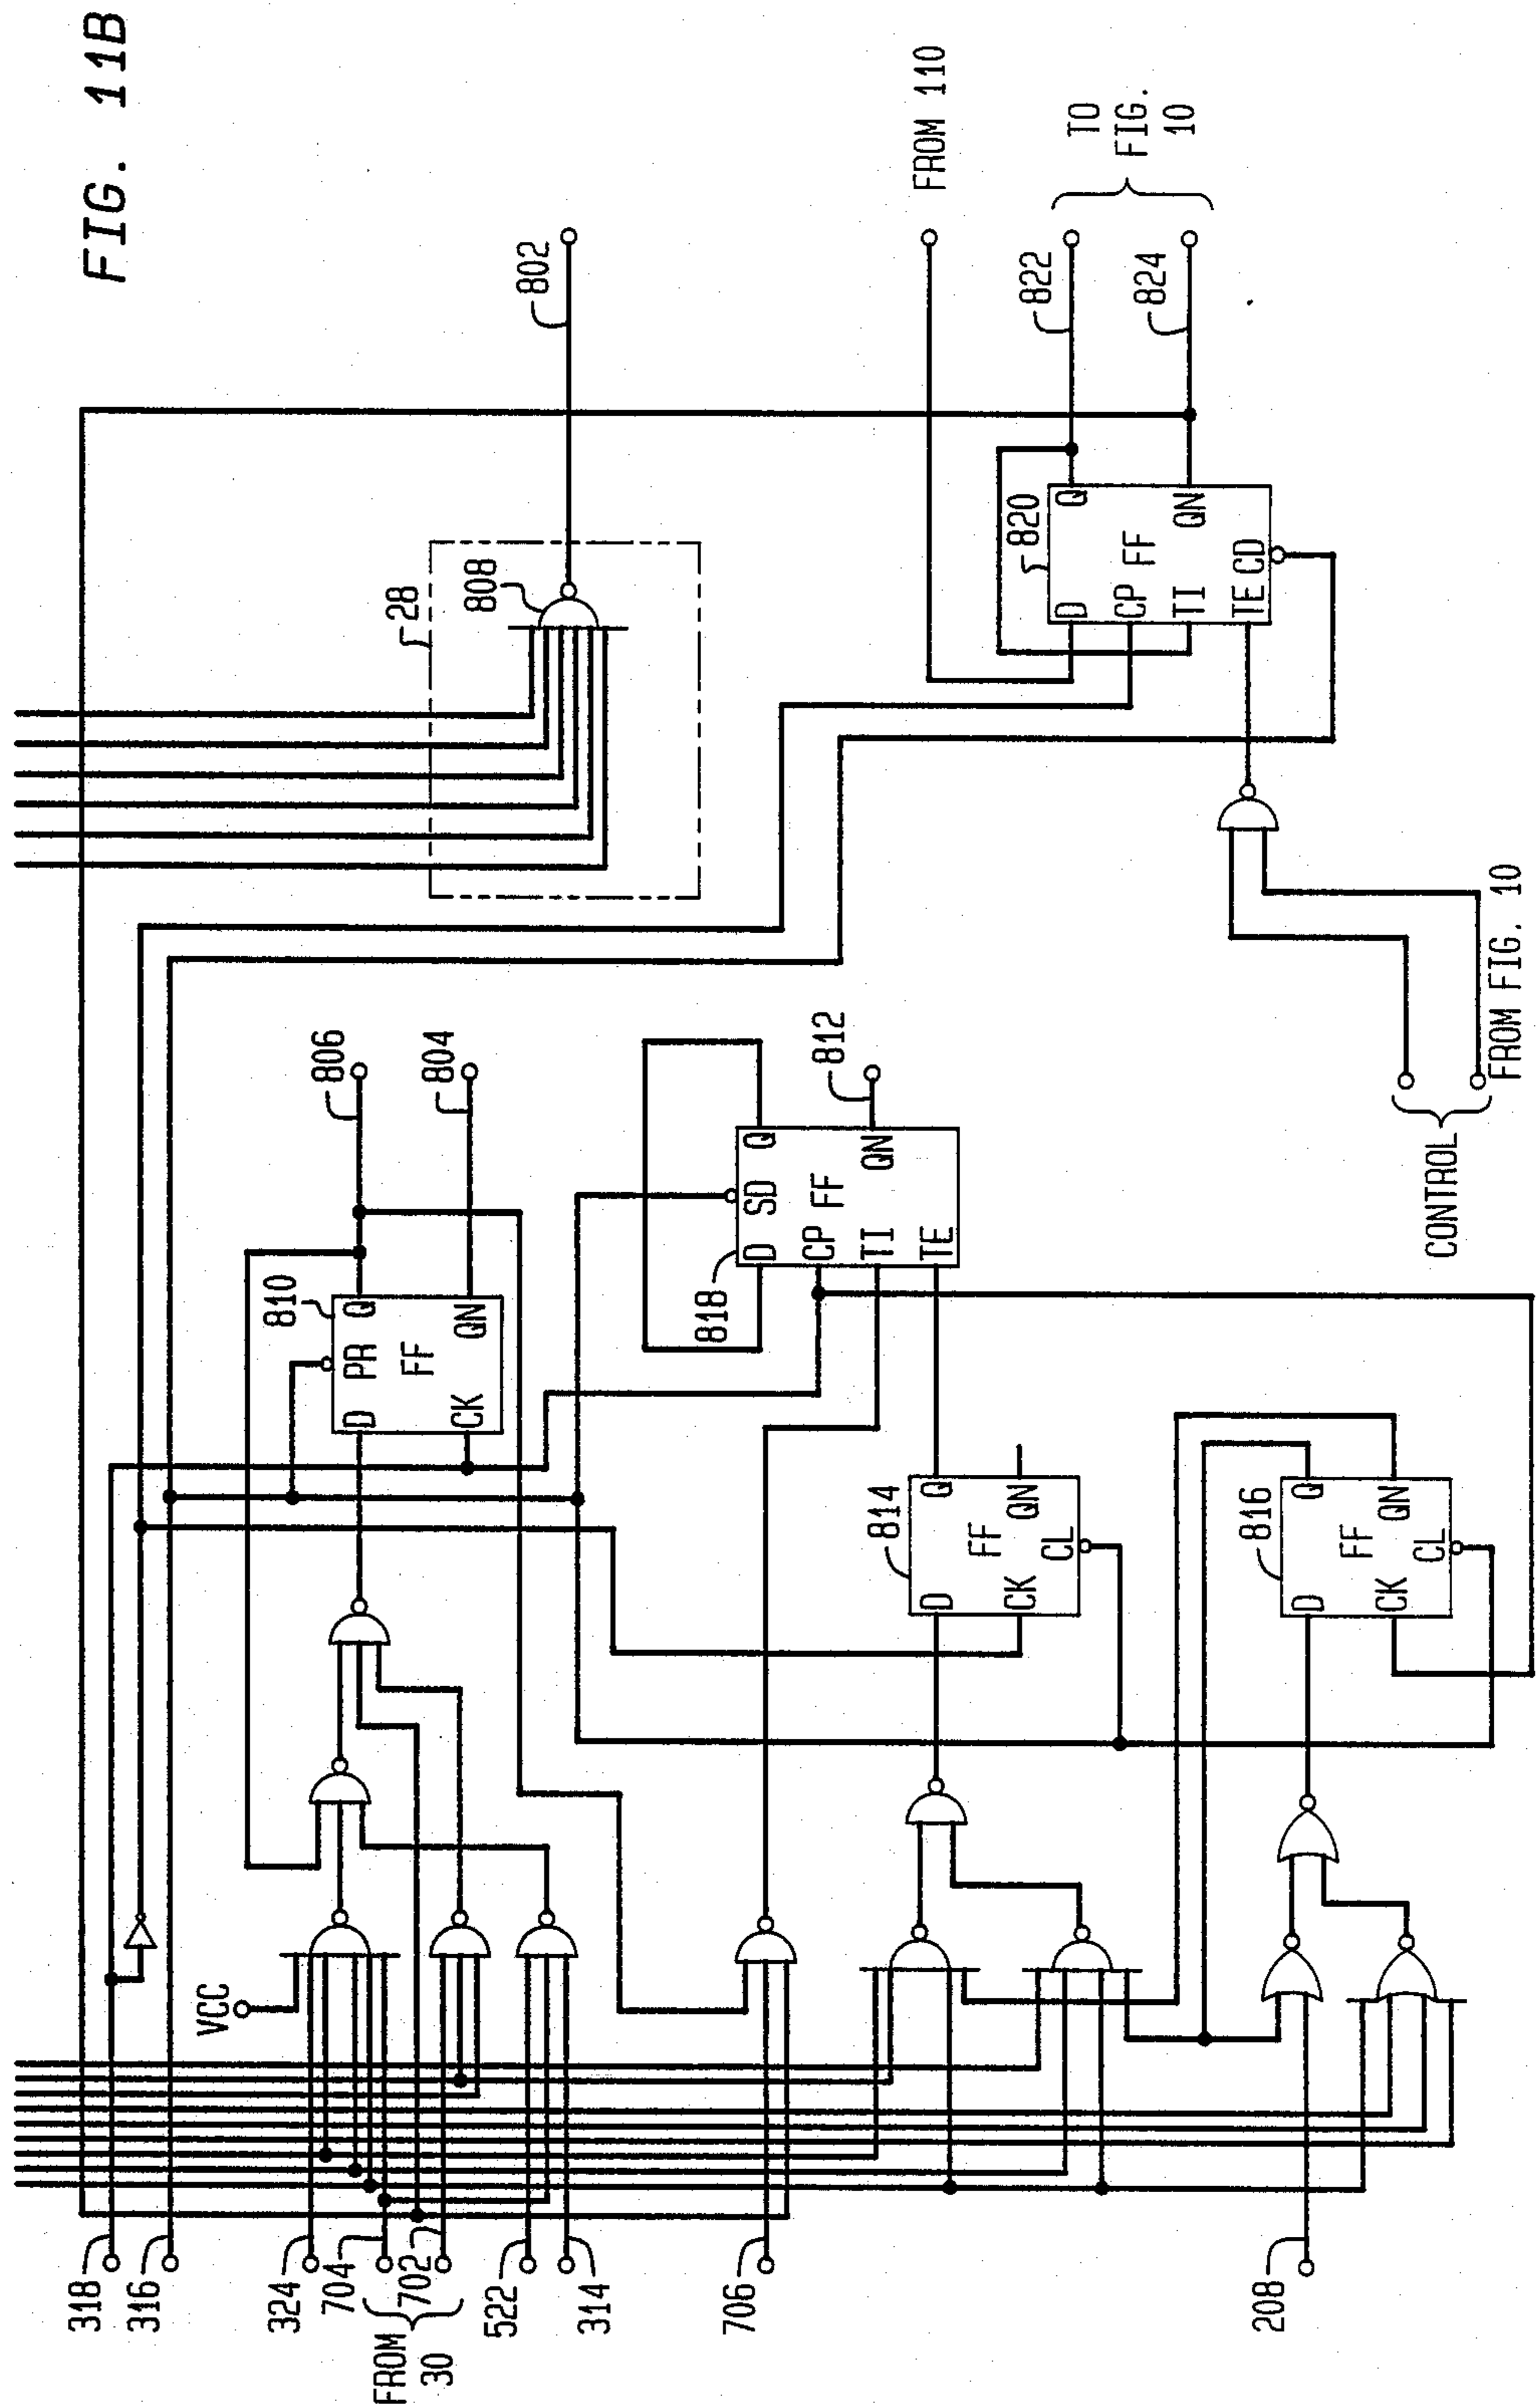 FIG. 11B
318
316
324
704
702
FROM
30
522
314
706
208
VCC
810
D
PR
Q
FF
CK
QN
806
804
818
D
SD
Q
CP
FF
TI
QN
TE
812
814
D
Q
FF
CK
QN
CL
816
D
Q
FF
CK
QN
CL
28
808
802
FROM 110
820
D
Q
CP
FF
TI
QN
TE
CD
822
824
TO
FIG.
10
CONTROL
FROM FIG. 10